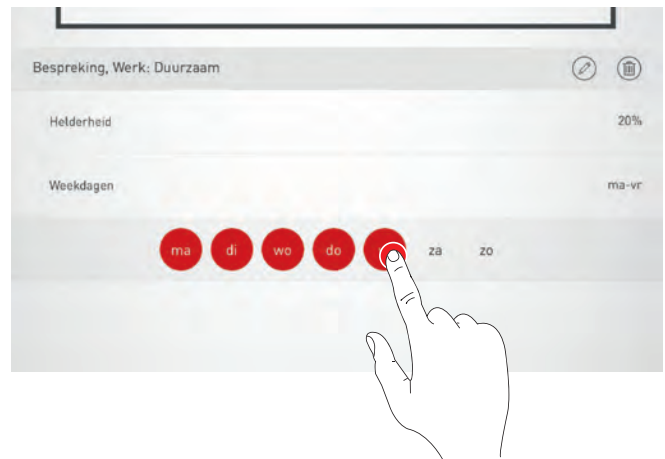 Bespreking, Werk: Duurzaam
Helderheid 20%
Weekdagen ma-vr
ma di wo do za zo